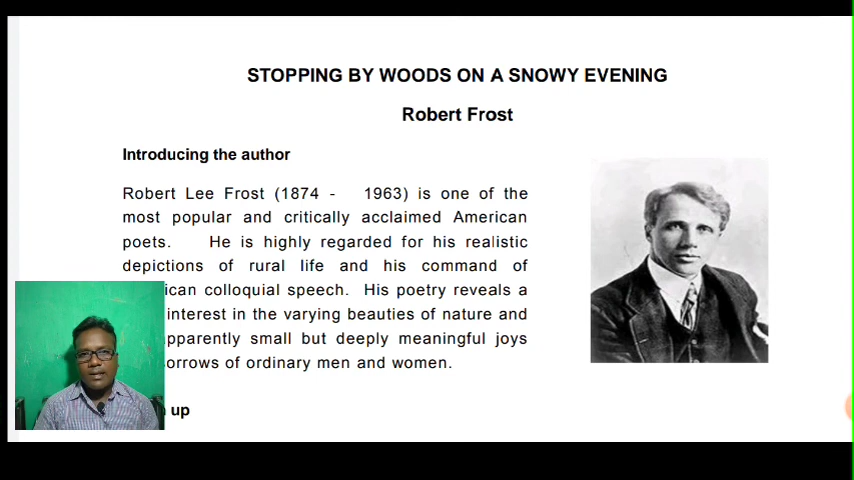 STOPPING BY WOODS ON A SNOWY EVENING
Robert Frost
Introducing the author
Robert Lee Frost (1874 - 1963) is one of the
most popular and critically acclaimed American
poets. He is highly regarded for his realistic
depictions of rural life and his command of
ican colloquial speech. His poetry reveals a
interest in the varying beauties of nature and
apparently small but deeply meaningful joys
sorrows of ordinary men and women.
up